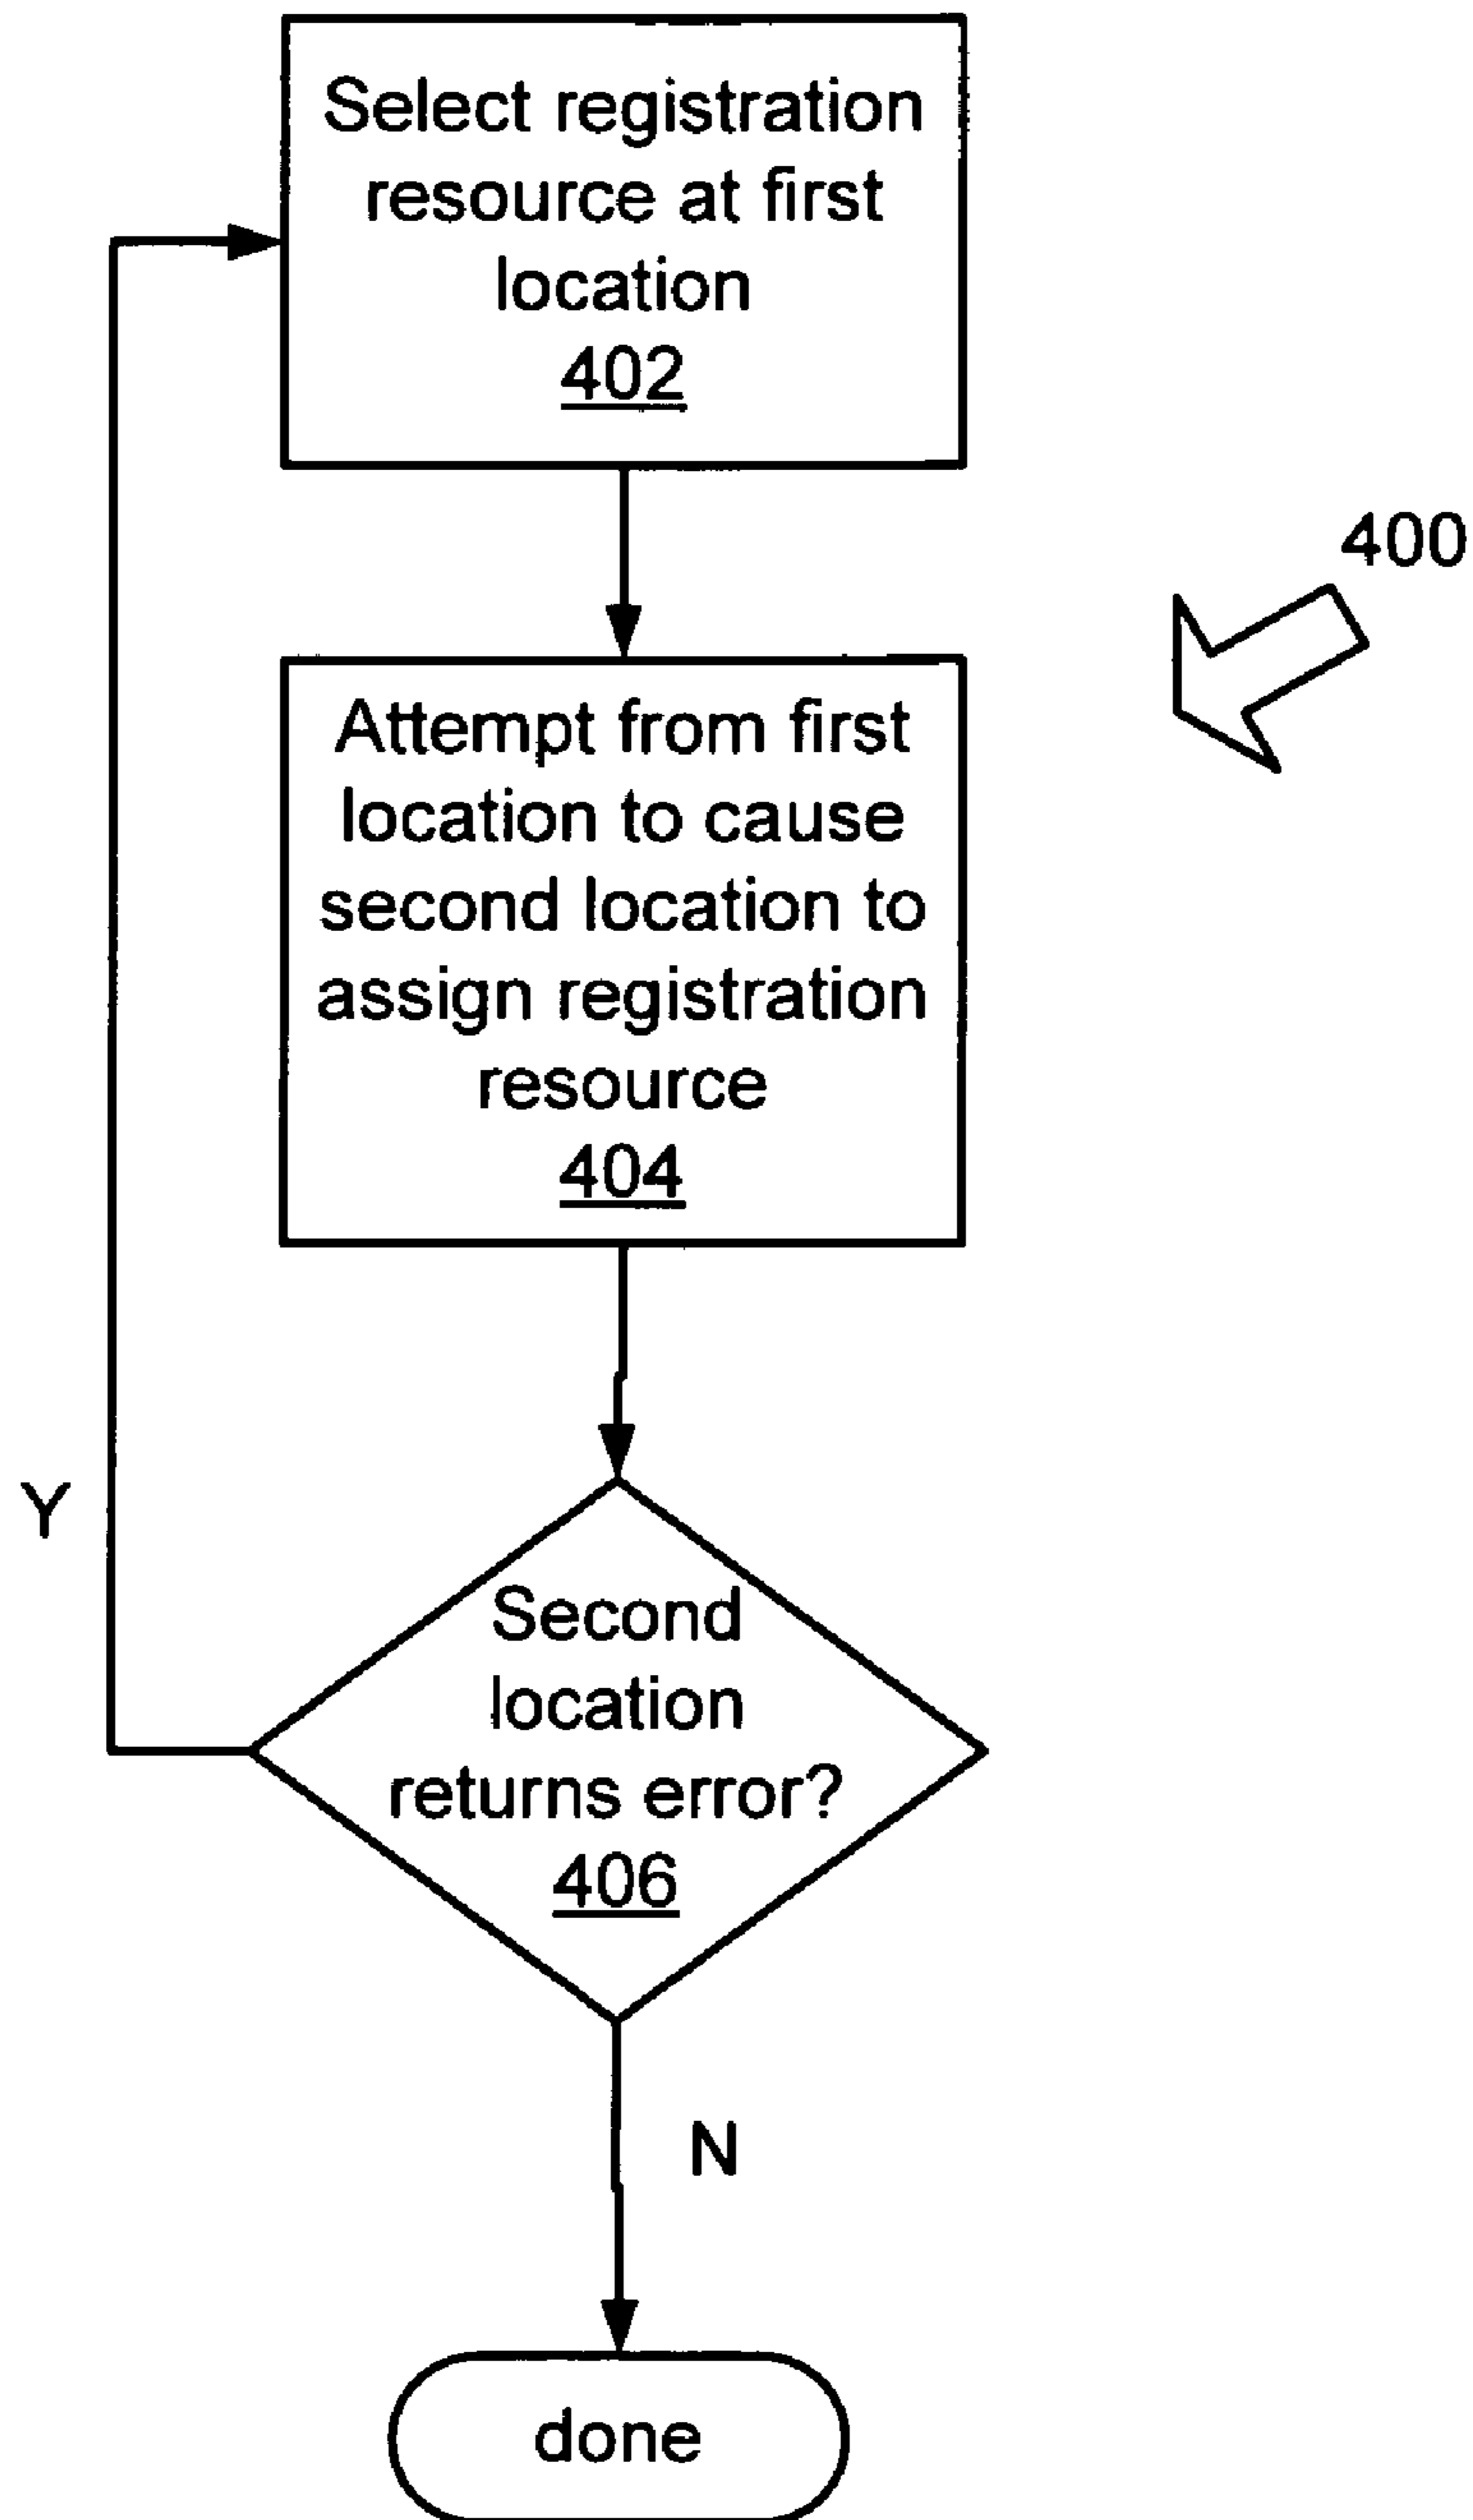 Select registration
resource at first
location
402
400
Attempt from first
location to cause
second location to
assign registration
resource
404
Y
Second
location
returns error?
406
N
done